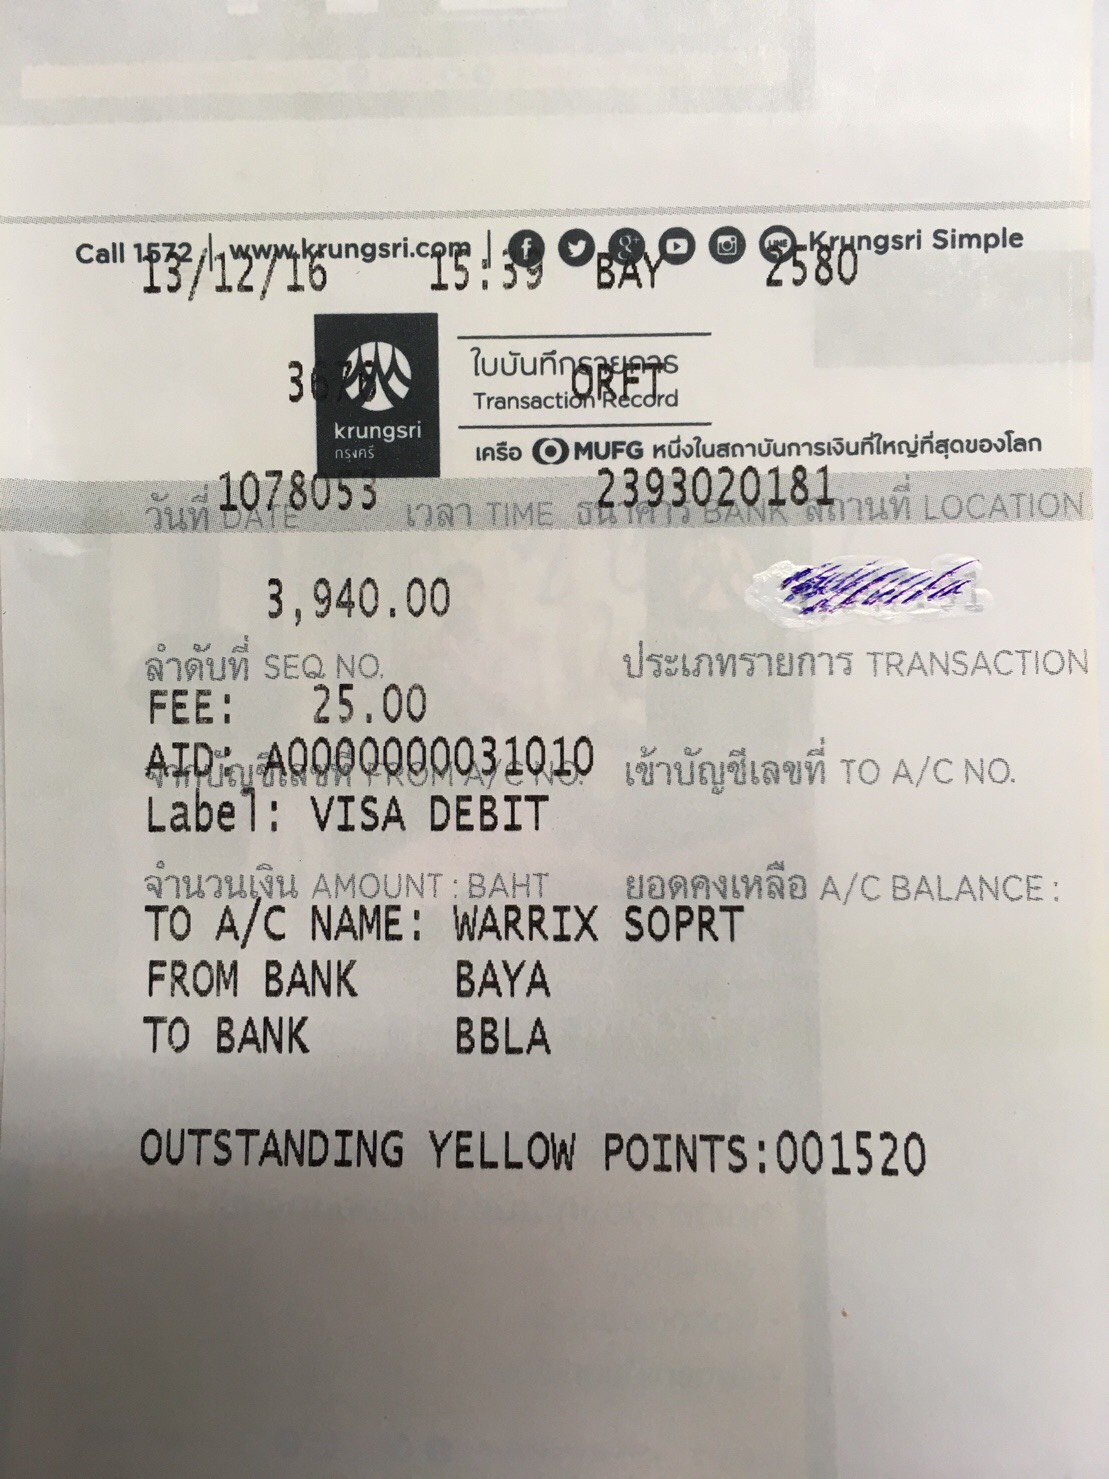 Call 1572 | www.krungsri.com | Krungsri Simple
13/12/16 15:39 BAY 2580
ใบบันทึกรายการ
3676 ORFT
Transaction Record
krungsri
กรุงศรี
เครือ MUFG หนึ่งในสถาบันการเงินที่ใหญ่ที่สุดของโลก
1078053 2393020181
วันที่ DATE เวลา TIME ธนาคาร BANK สถานที่ LOCATION
3,940.00
ลำดับที่ SEQ NO. ประเภทรายการ TRANSACTION
FEE: 25.00
AID: A0000000031010
จากบัญชีเลขที่ FROM A/C NO. เข้าบัญชีเลขที่ TO A/C NO.
Label: VISA DEBIT
จำนวนเงิน AMOUNT : BAHT ยอดคงเหลือ A/C BALANCE :
TO A/C NAME: WARRIX SOPRT
FROM BANK BAYA
TO BANK BBLA
OUTSTANDING YELLOW POINTS:001520